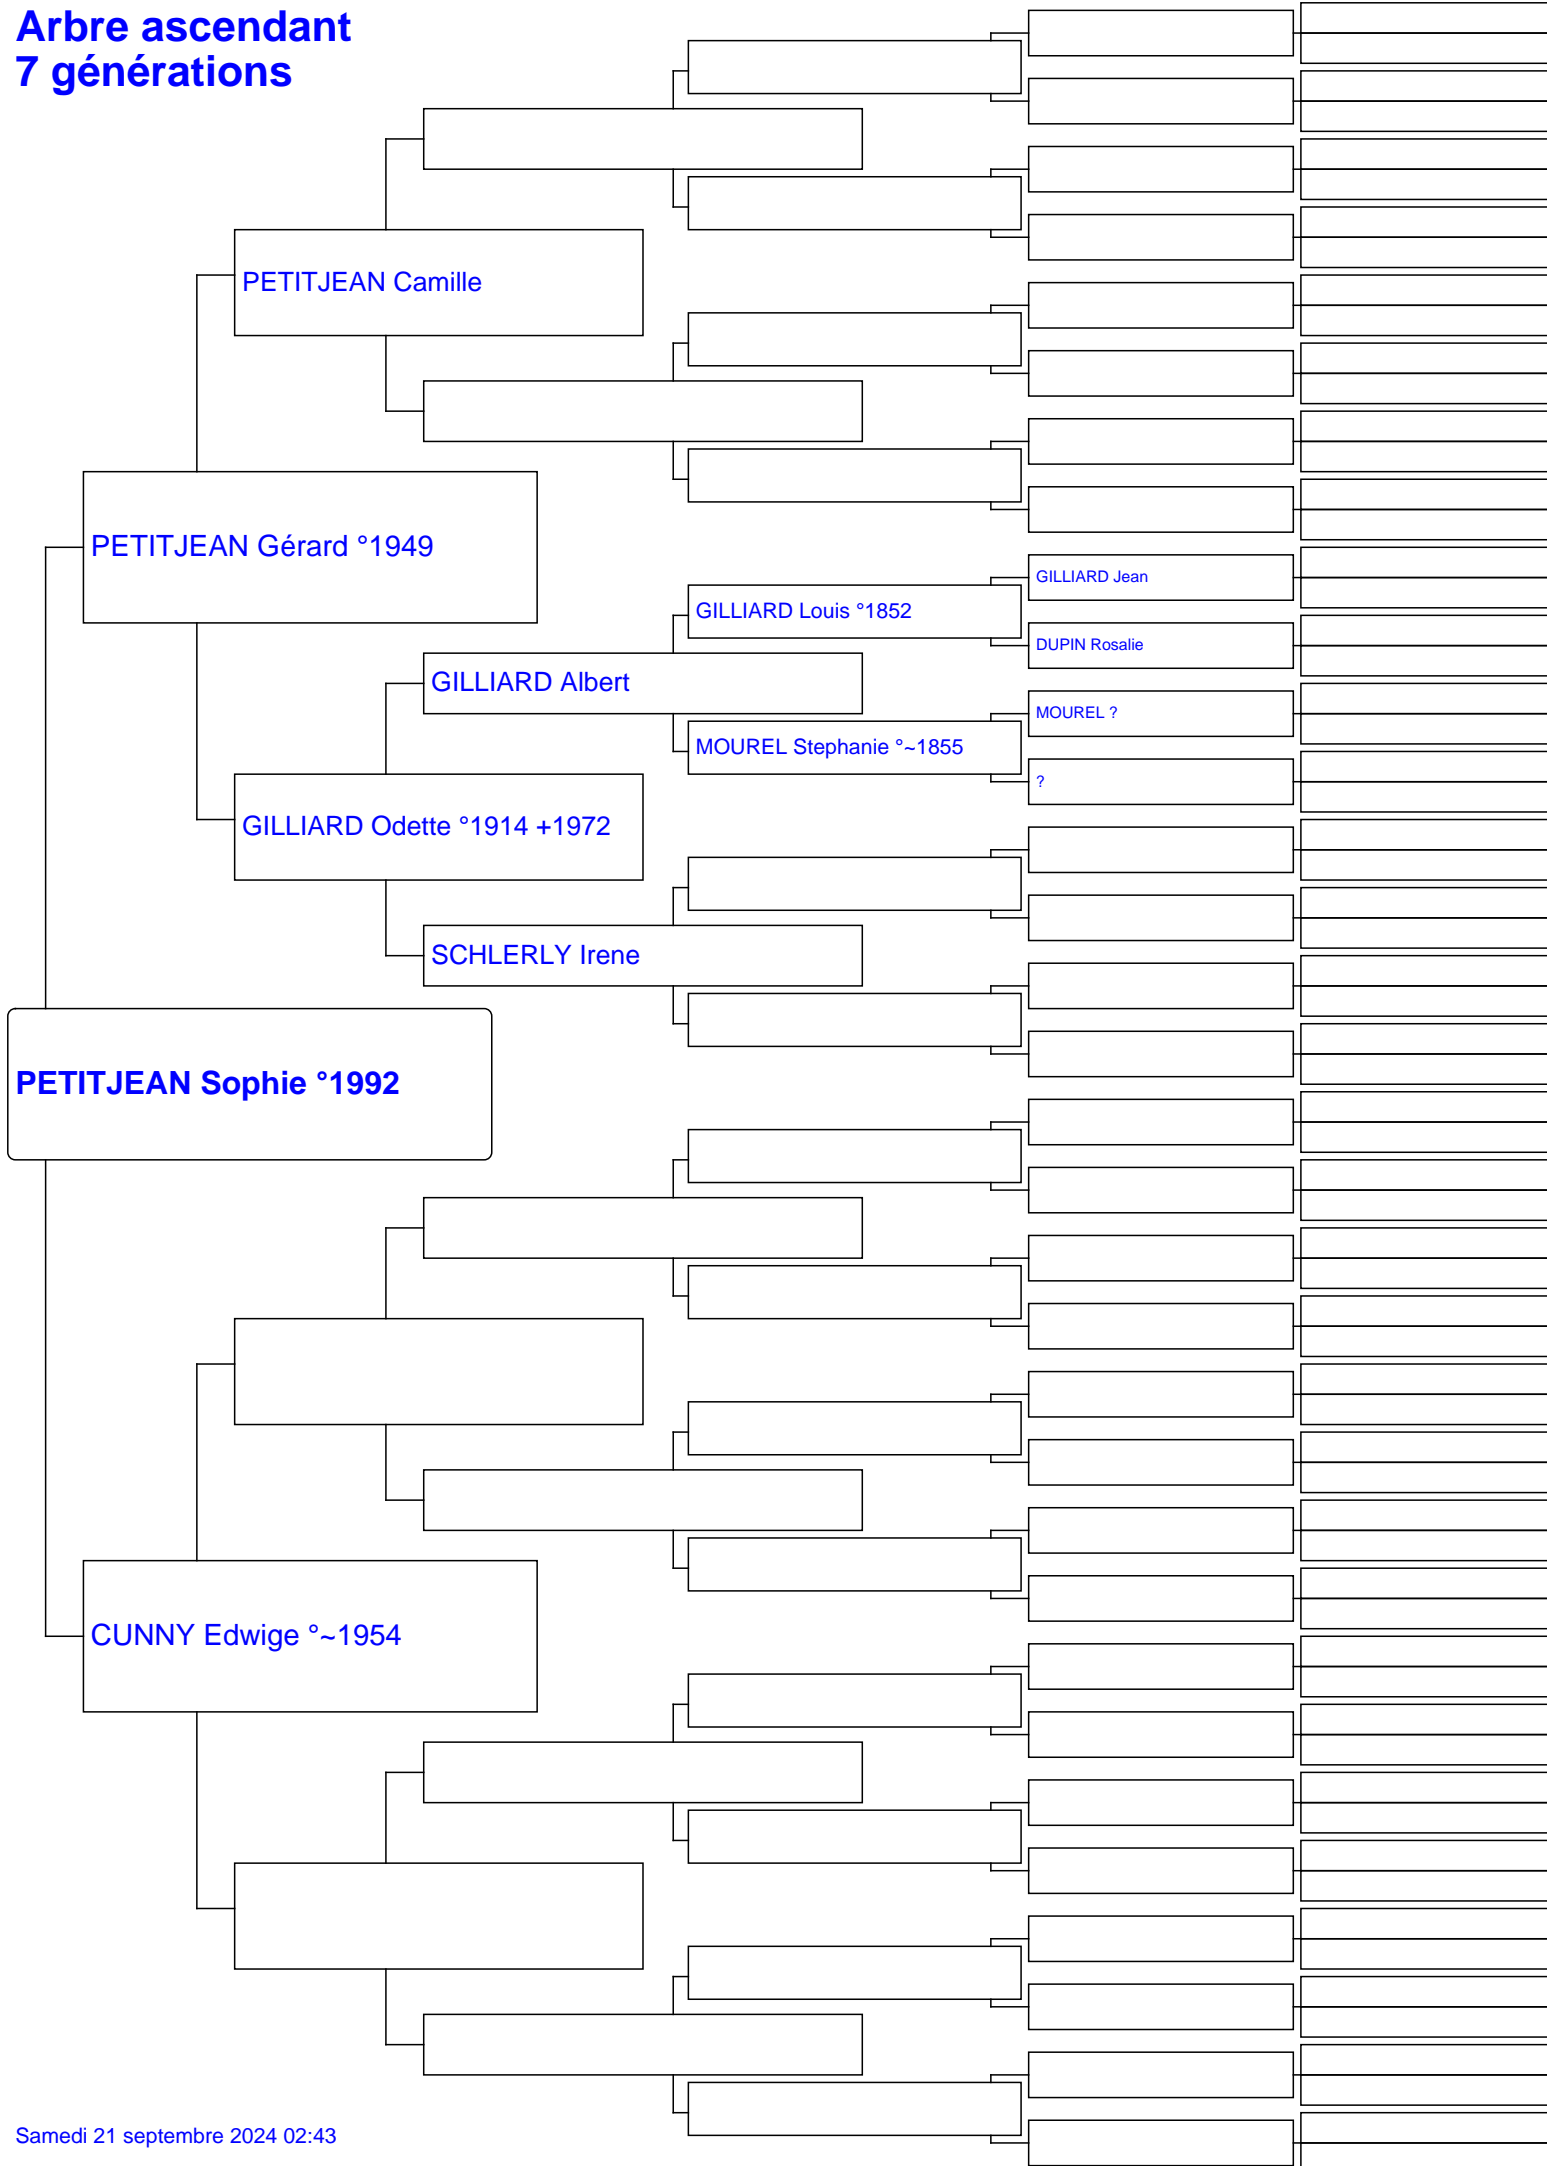 Arbre ascendant
7 générations
PETITJEAN Camille
PETITJEAN Gérard °1949
GILLIARD Jean
GILLIARD Louis °1852
DUPIN Rosalie
GILLIARD Albert
MOUREL ?
MOUREL Stephanie °~1855
?
GILLIARD Odette °1914 +1972
SCHLERLY Irene
PETITJEAN Sophie °1992
CUNNY Edwige °~1954
Samedi 21 septembre 2024 02:43